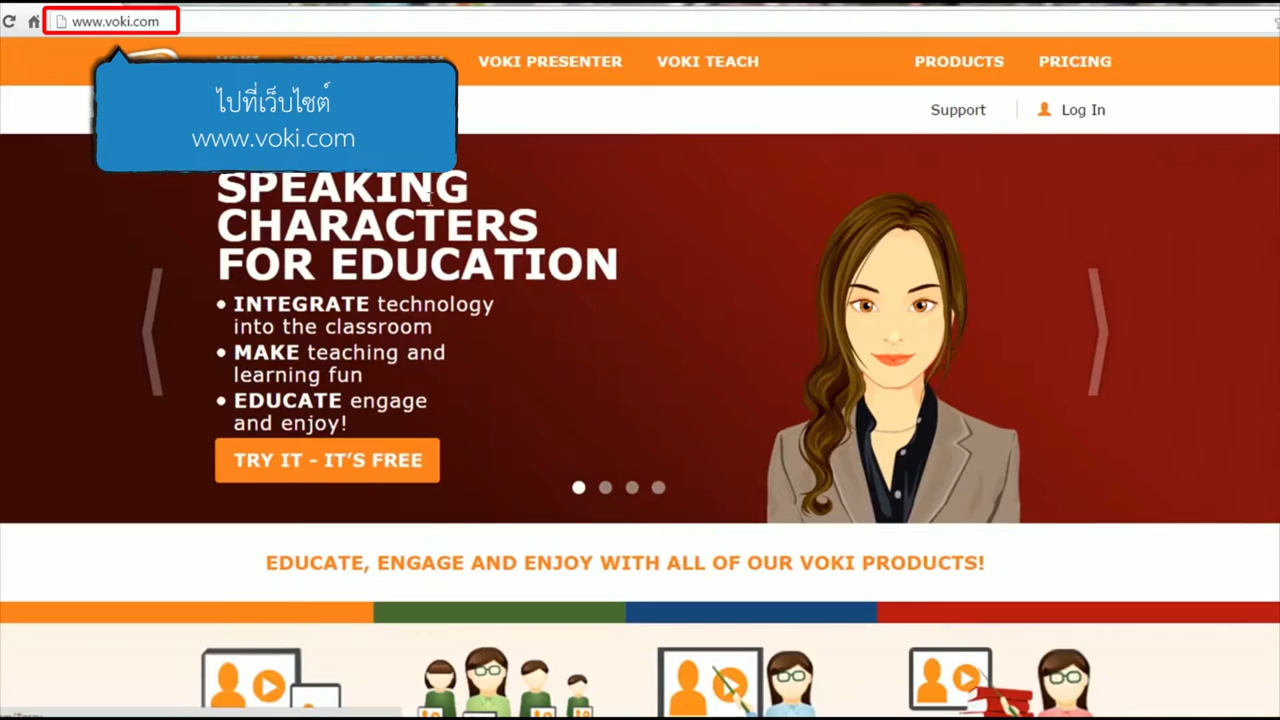 www.voki.com
VOKI PRESENTER VOKI TEACH PRODUCTS PRICING
ไปที่เว็บไซต์
www.voki.com
Support Log In
SPEAKING
CHARACTERS
FOR EDUCATION
• INTEGRATE technology
into the classroom
• MAKE teaching and
learning fun
• EDUCATE engage
and enjoy!
TRY IT - IT'S FREE
EDUCATE, ENGAGE AND ENJOY WITH ALL OF OUR VOKI PRODUCTS!